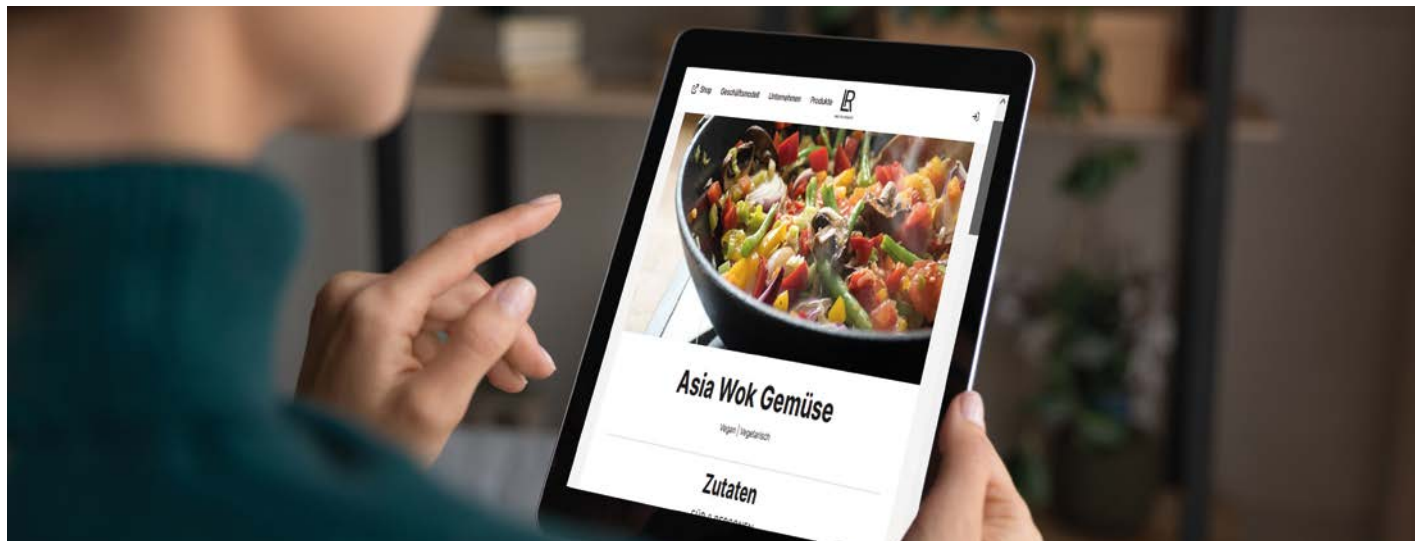 Shop Geschäftsmodell Unternehmen Produkte LR
Asia Wok Gemüse
Vegan | Vegetarisch
Zutaten